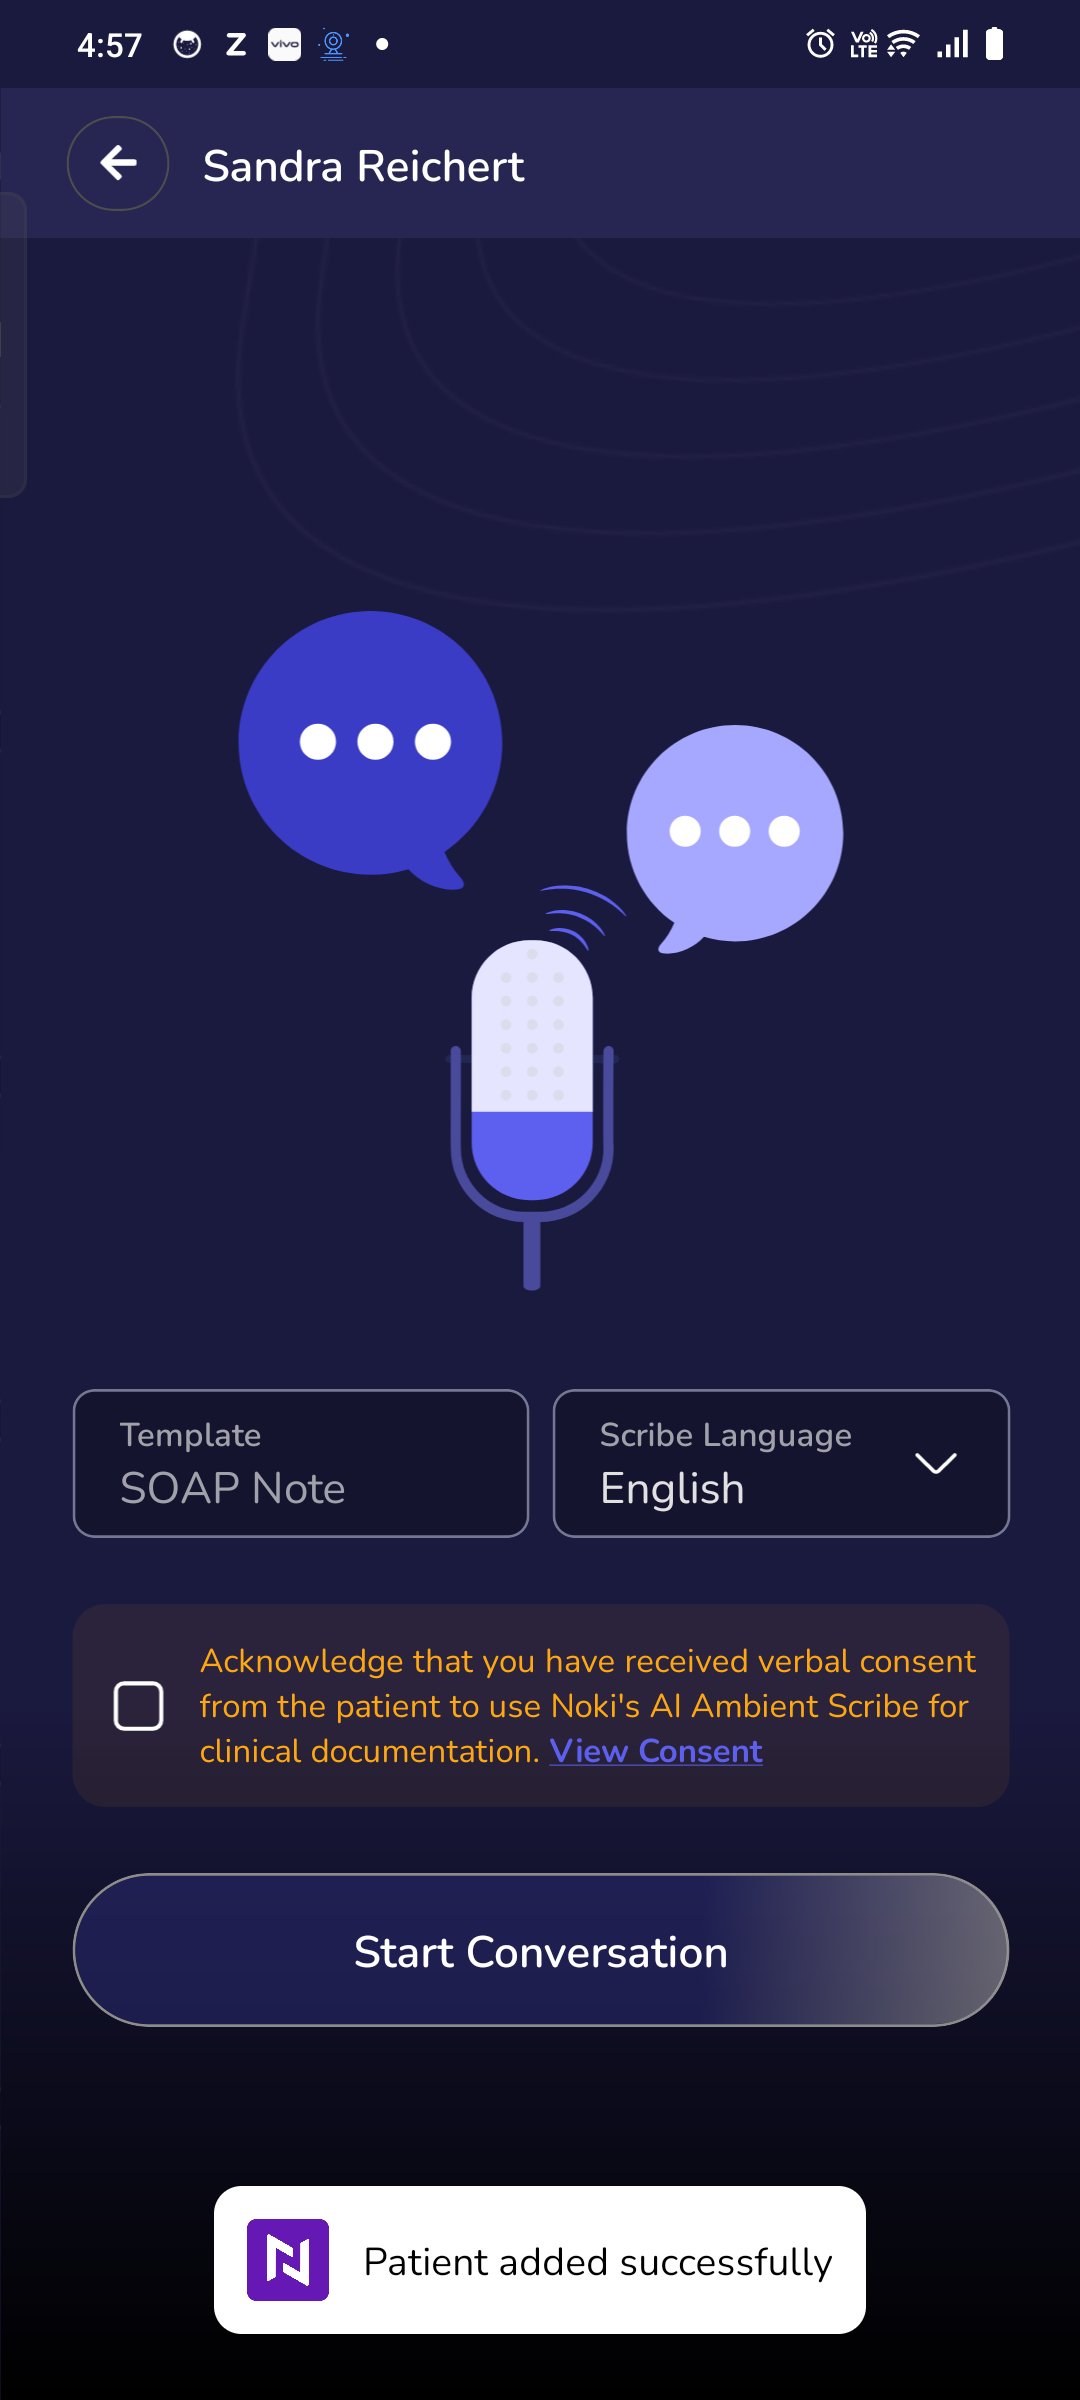 4:57
Z
vivo
Vo))
LTE
Sandra Reichert
Template
SOAP Note
Scribe Language
English
Acknowledge that you have received verbal consent
from the patient to use Noki's AI Ambient Scribe for
clinical documentation. View Consent
Start Conversation
Patient added successfully